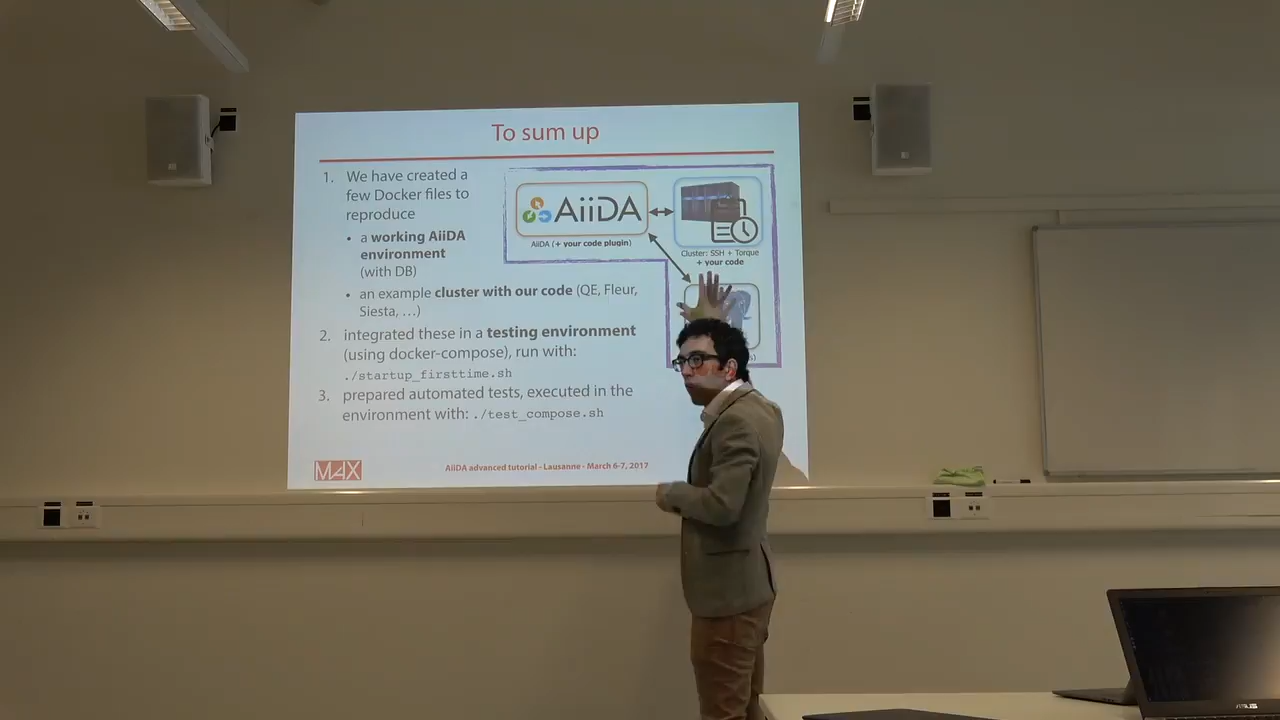 To sum up
1. We have created a
few Docker files to
reproduce
• a working AiiDA
environment
(with DB)
• an example cluster with our code (QE, Fleur,
Siesta, …)
2. integrated these in a testing environment
(using docker-compose), run with:
./startup_firsttime.sh
3. prepared automated tests, executed in the
environment with: ./test_compose.sh
AiiDA
AiiDA (+ your code plugin)
Cluster: SSH + Torque
+ your code
MAX
AiiDA advanced tutorial - Lausanne - March 6-7, 2017
ASUS